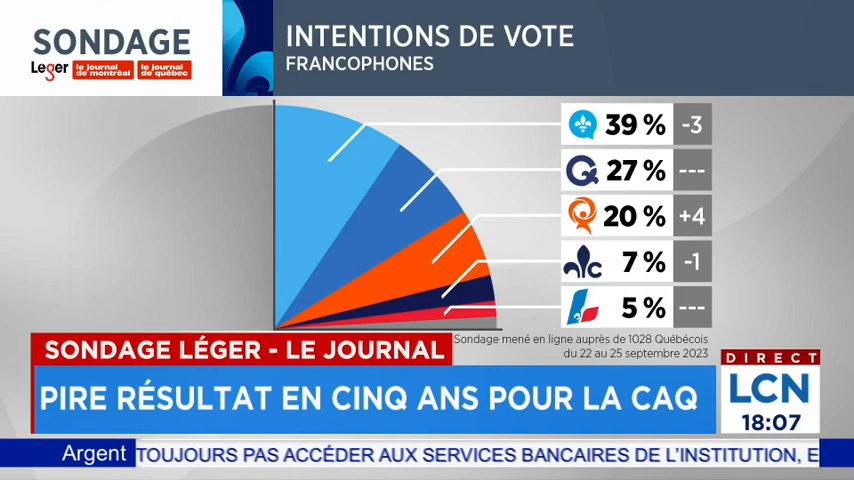 SONDAGE
Leger
le journal de montréal
le journal de québec
INTENTIONS DE VOTE
FRANCOPHONES
39 % -3
27 % ---
20 % +4
C 7 % -1
5 % ---
Sondage mené en ligne auprès de 1028 Québécois
du 22 au 25 septembre 2023
SONDAGE LÉGER - LE JOURNAL
PIRE RÉSULTAT EN CINQ ANS POUR LA CAQ
DIRECT
LCN
18:07
Argent
TOUJOURS PAS ACCÉDER AUX SERVICES BANCAIRES DE L'INSTITUTION, E